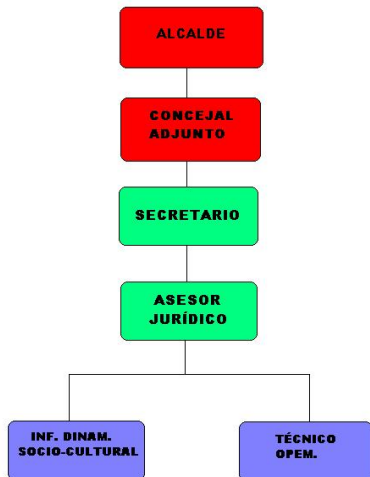 ALCALDE
CONCEJAL
ADJUNTO
SECRETARIO
ASESOR
JURÍDICO
INF. DINAM.
SOCIO-CULTURAL
TÉCNICO
OPEM.